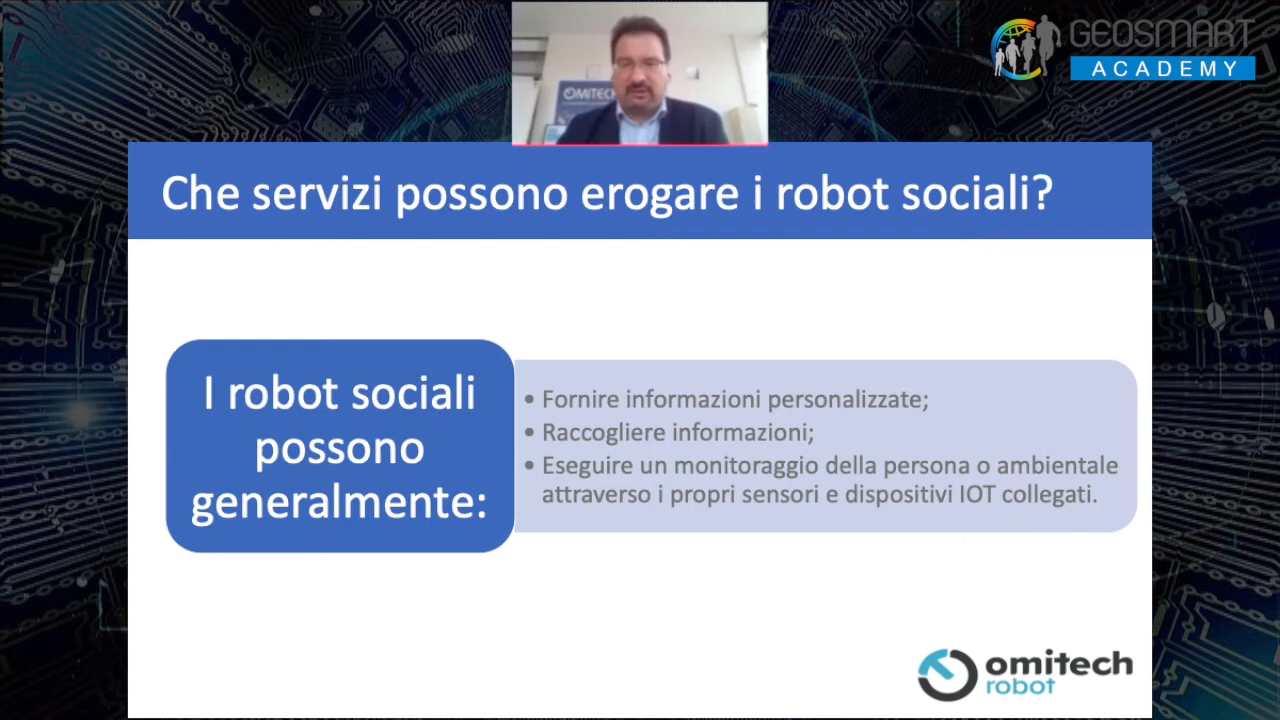 GEOSMART
ACADEMY
OMITECH
Che servizi possono erogare i robot sociali?
I robot sociali
possono
generalmente:
• Fornire informazioni personalizzate;
• Raccogliere informazioni;
• Eseguire un monitoraggio della persona o ambientale
attraverso i propri sensori e dispositivi IOT collegati.
omitech
robot